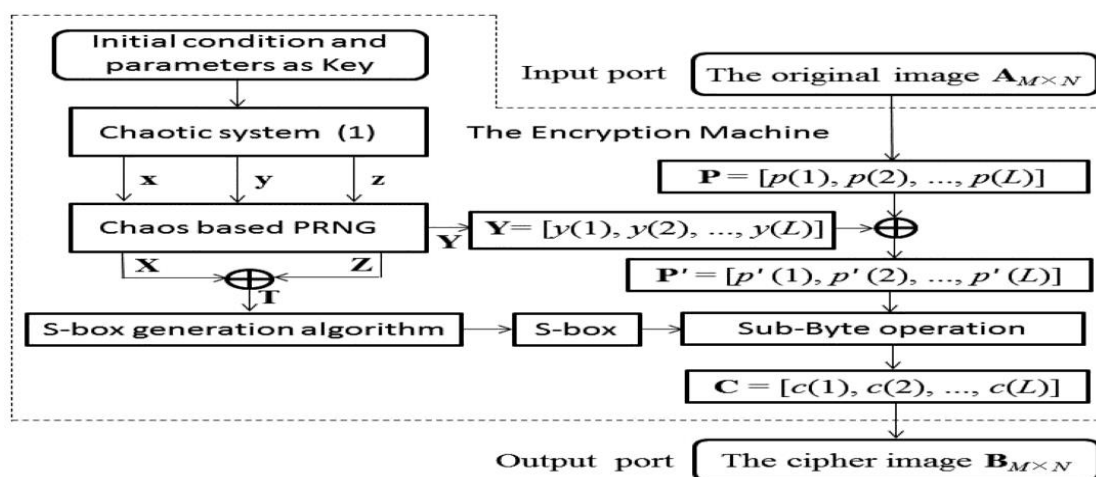 Initial condition and
parameters as Key
Input port
The original image A_{M×N}
Chaotic system (1)
The Encryption Machine
x y z
P = [p(1), p(2), ..., p(L)]
Chaos based PRNG
Y
Y= [y(1), y(2), ..., y(L)]
X Z
T
P' = [p' (1), p' (2), ..., p' (L)]
S-box generation algorithm
S-box
Sub-Byte operation
C = [c(1), c(2), ..., c(L)]
Output port
The cipher image B_{M×N}